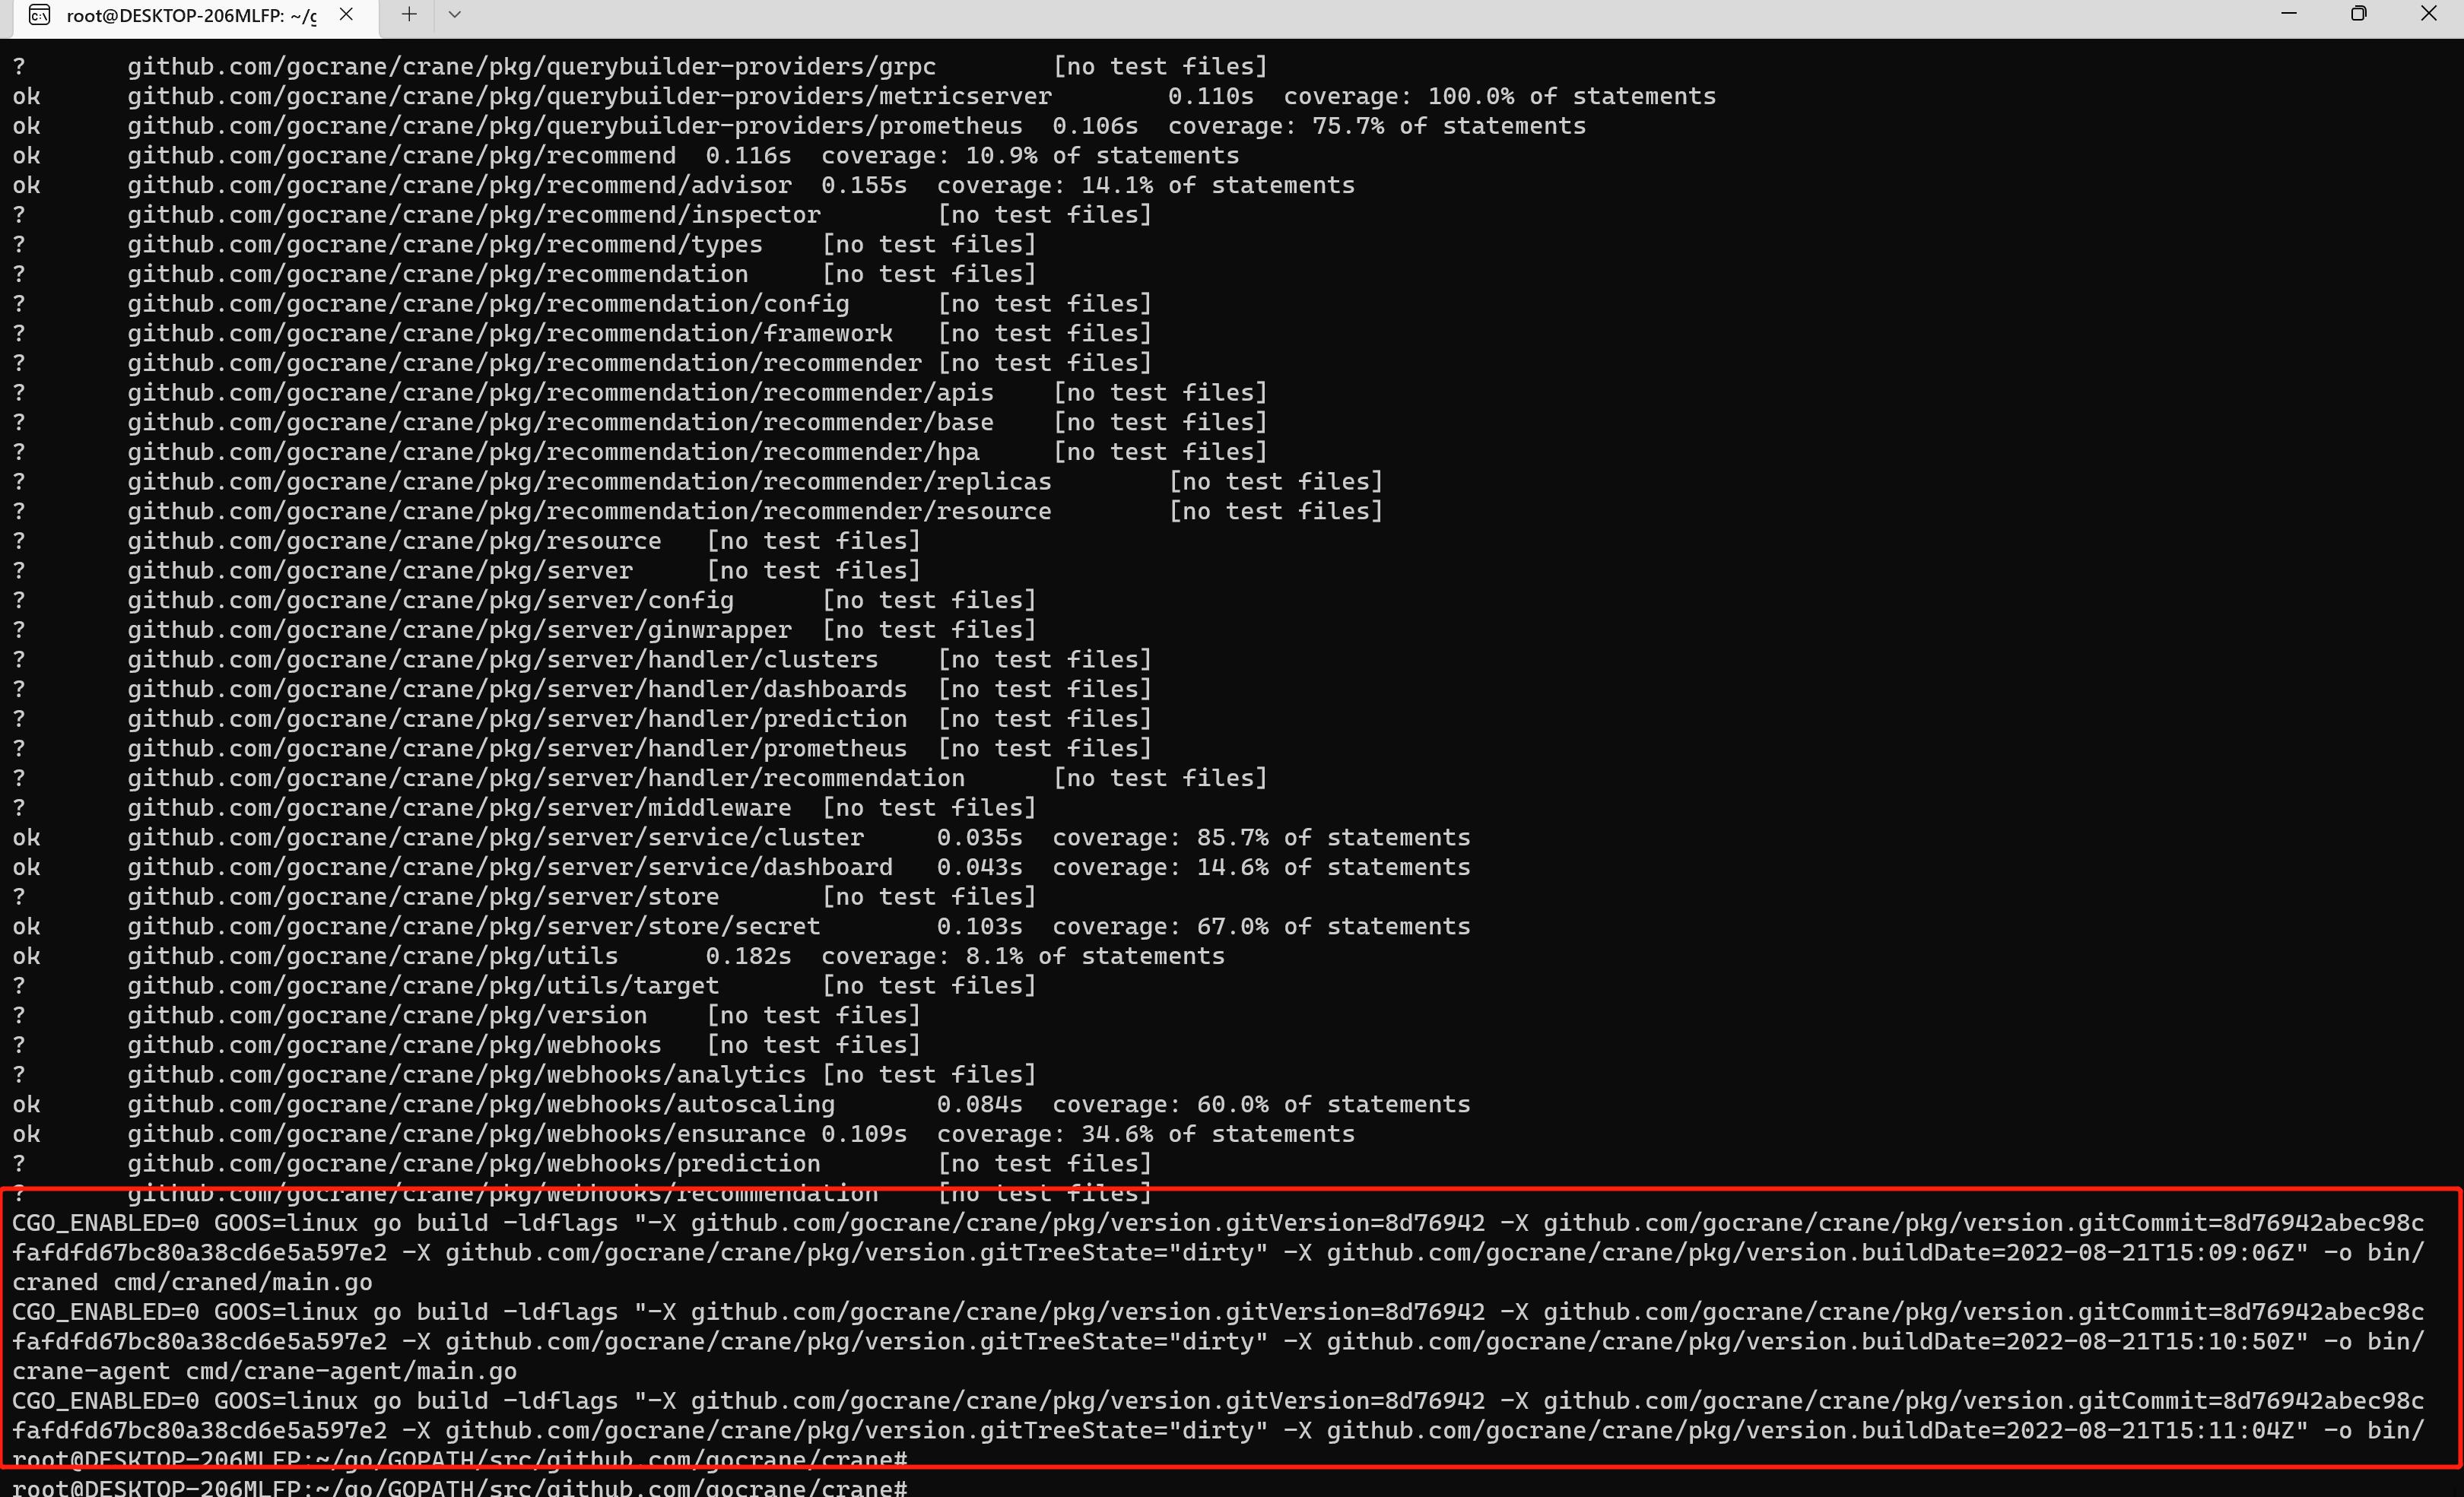 root@DESKTOP-206MLFP: ~/g
? github.com/gocrane/crane/pkg/querybuilder-providers/grpc [no test files]
ok github.com/gocrane/crane/pkg/querybuilder-providers/metricserver 0.110s coverage: 100.0% of statements
ok github.com/gocrane/crane/pkg/querybuilder-providers/prometheus 0.106s coverage: 75.7% of statements
ok github.com/gocrane/crane/pkg/recommend 0.116s coverage: 10.9% of statements
ok github.com/gocrane/crane/pkg/recommend/advisor 0.155s coverage: 14.1% of statements
? github.com/gocrane/crane/pkg/recommend/inspector [no test files]
? github.com/gocrane/crane/pkg/recommend/types [no test files]
? github.com/gocrane/crane/pkg/recommendation [no test files]
? github.com/gocrane/crane/pkg/recommendation/config [no test files]
? github.com/gocrane/crane/pkg/recommendation/framework [no test files]
? github.com/gocrane/crane/pkg/recommendation/recommender [no test files]
? github.com/gocrane/crane/pkg/recommendation/recommender/apis [no test files]
? github.com/gocrane/crane/pkg/recommendation/recommender/base [no test files]
? github.com/gocrane/crane/pkg/recommendation/recommender/hpa [no test files]
? github.com/gocrane/crane/pkg/recommendation/recommender/replicas [no test files]
? github.com/gocrane/crane/pkg/recommendation/recommender/resource [no test files]
? github.com/gocrane/crane/pkg/resource [no test files]
? github.com/gocrane/crane/pkg/server [no test files]
? github.com/gocrane/crane/pkg/server/config [no test files]
? github.com/gocrane/crane/pkg/server/ginwrapper [no test files]
? github.com/gocrane/crane/pkg/server/handler/clusters [no test files]
? github.com/gocrane/crane/pkg/server/handler/dashboards [no test files]
? github.com/gocrane/crane/pkg/server/handler/prediction [no test files]
? github.com/gocrane/crane/pkg/server/handler/prometheus [no test files]
? github.com/gocrane/crane/pkg/server/handler/recommendation [no test files]
? github.com/gocrane/crane/pkg/server/middleware [no test files]
ok github.com/gocrane/crane/pkg/server/service/cluster 0.035s coverage: 85.7% of statements
ok github.com/gocrane/crane/pkg/server/service/dashboard 0.043s coverage: 14.6% of statements
? github.com/gocrane/crane/pkg/server/store [no test files]
ok github.com/gocrane/crane/pkg/server/store/secret 0.103s coverage: 67.0% of statements
ok github.com/gocrane/crane/pkg/utils 0.182s coverage: 8.1% of statements
? github.com/gocrane/crane/pkg/utils/target [no test files]
? github.com/gocrane/crane/pkg/version [no test files]
? github.com/gocrane/crane/pkg/webhooks [no test files]
? github.com/gocrane/crane/pkg/webhooks/analytics [no test files]
ok github.com/gocrane/crane/pkg/webhooks/autoscaling 0.084s coverage: 60.0% of statements
ok github.com/gocrane/crane/pkg/webhooks/ensurance 0.109s coverage: 34.6% of statements
? github.com/gocrane/crane/pkg/webhooks/prediction [no test files]
? github.com/gocrane/crane/pkg/webhooks/recommendation [no test files]
CGO_ENABLED=0 GOOS=linux go build -ldflags "-X github.com/gocrane/crane/pkg/version.gitVersion=8d76942 -X github.com/gocrane/crane/pkg/version.gitCommit=8d76942abec98c
fafdfd67bc80a38cd6e5a597e2 -X github.com/gocrane/crane/pkg/version.gitTreeState="dirty" -X github.com/gocrane/crane/pkg/version.buildDate=2022-08-21T15:09:06Z" -o bin/
craned cmd/craned/main.go
CGO_ENABLED=0 GOOS=linux go build -ldflags "-X github.com/gocrane/crane/pkg/version.gitVersion=8d76942 -X github.com/gocrane/crane/pkg/version.gitCommit=8d76942abec98c
fafdfd67bc80a38cd6e5a597e2 -X github.com/gocrane/crane/pkg/version.gitTreeState="dirty" -X github.com/gocrane/crane/pkg/version.buildDate=2022-08-21T15:10:50Z" -o bin/
crane-agent cmd/crane-agent/main.go
CGO_ENABLED=0 GOOS=linux go build -ldflags "-X github.com/gocrane/crane/pkg/version.gitVersion=8d76942 -X github.com/gocrane/crane/pkg/version.gitCommit=8d76942abec98c
fafdfd67bc80a38cd6e5a597e2 -X github.com/gocrane/crane/pkg/version.gitTreeState="dirty" -X github.com/gocrane/crane/pkg/version.buildDate=2022-08-21T15:11:04Z" -o bin/
root@DESKTOP-206MLFP:~/go/GOPATH/src/github.com/gocrane/crane#
root@DESKTOP-206MLFP:~/go/GOPATH/src/github.com/gocrane/crane#